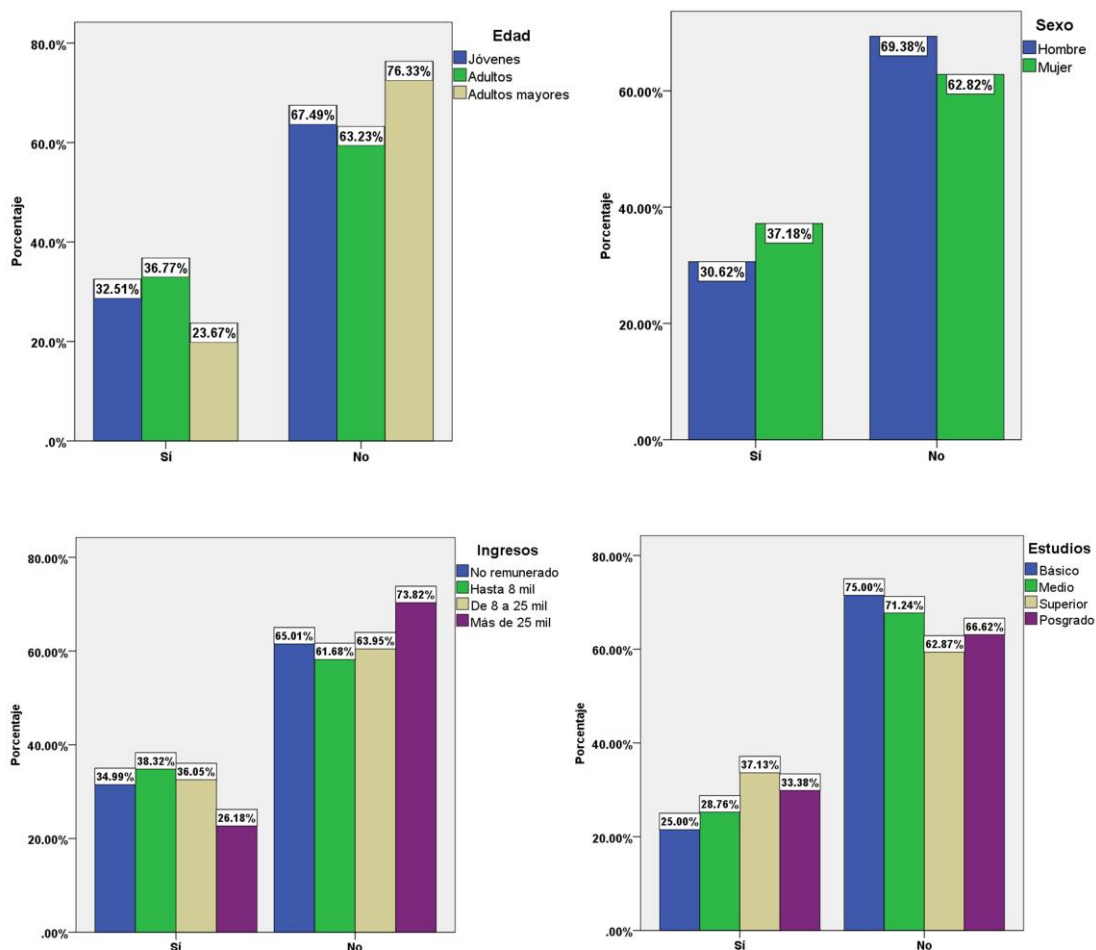 Edad
Jóvenes
Adultos
Adultos mayores
Porcentaje
80.0%
60.0%
40.0%
20.0%
.0%
32.51%
36.77%
23.67%
67.49%
63.23%
76.33%
Sí
No
Sexo
Hombre
Mujer
Porcentaje
60.00%
40.00%
20.00%
.00%
30.62%
37.18%
69.38%
62.82%
Sí
No
Ingresos
No remunerado
Hasta 8 mil
De 8 a 25 mil
Más de 25 mil
Porcentaje
80.00%
60.00%
40.00%
20.00%
.00%
34.99%
38.32%
36.05%
26.18%
65.01%
61.68%
63.95%
73.82%
Sí
No
Estudios
Básico
Medio
Superior
Posgrado
Porcentaje
80.00%
60.00%
40.00%
20.00%
.00%
25.00%
28.76%
37.13%
33.38%
75.00%
71.24%
62.87%
66.62%
Sí
No